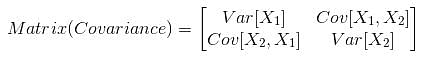 Matrix(Covariance) = [ Var[X₁] Cov[X₁, X₂]
Cov[X₂, X₁] Var[X₂] ]